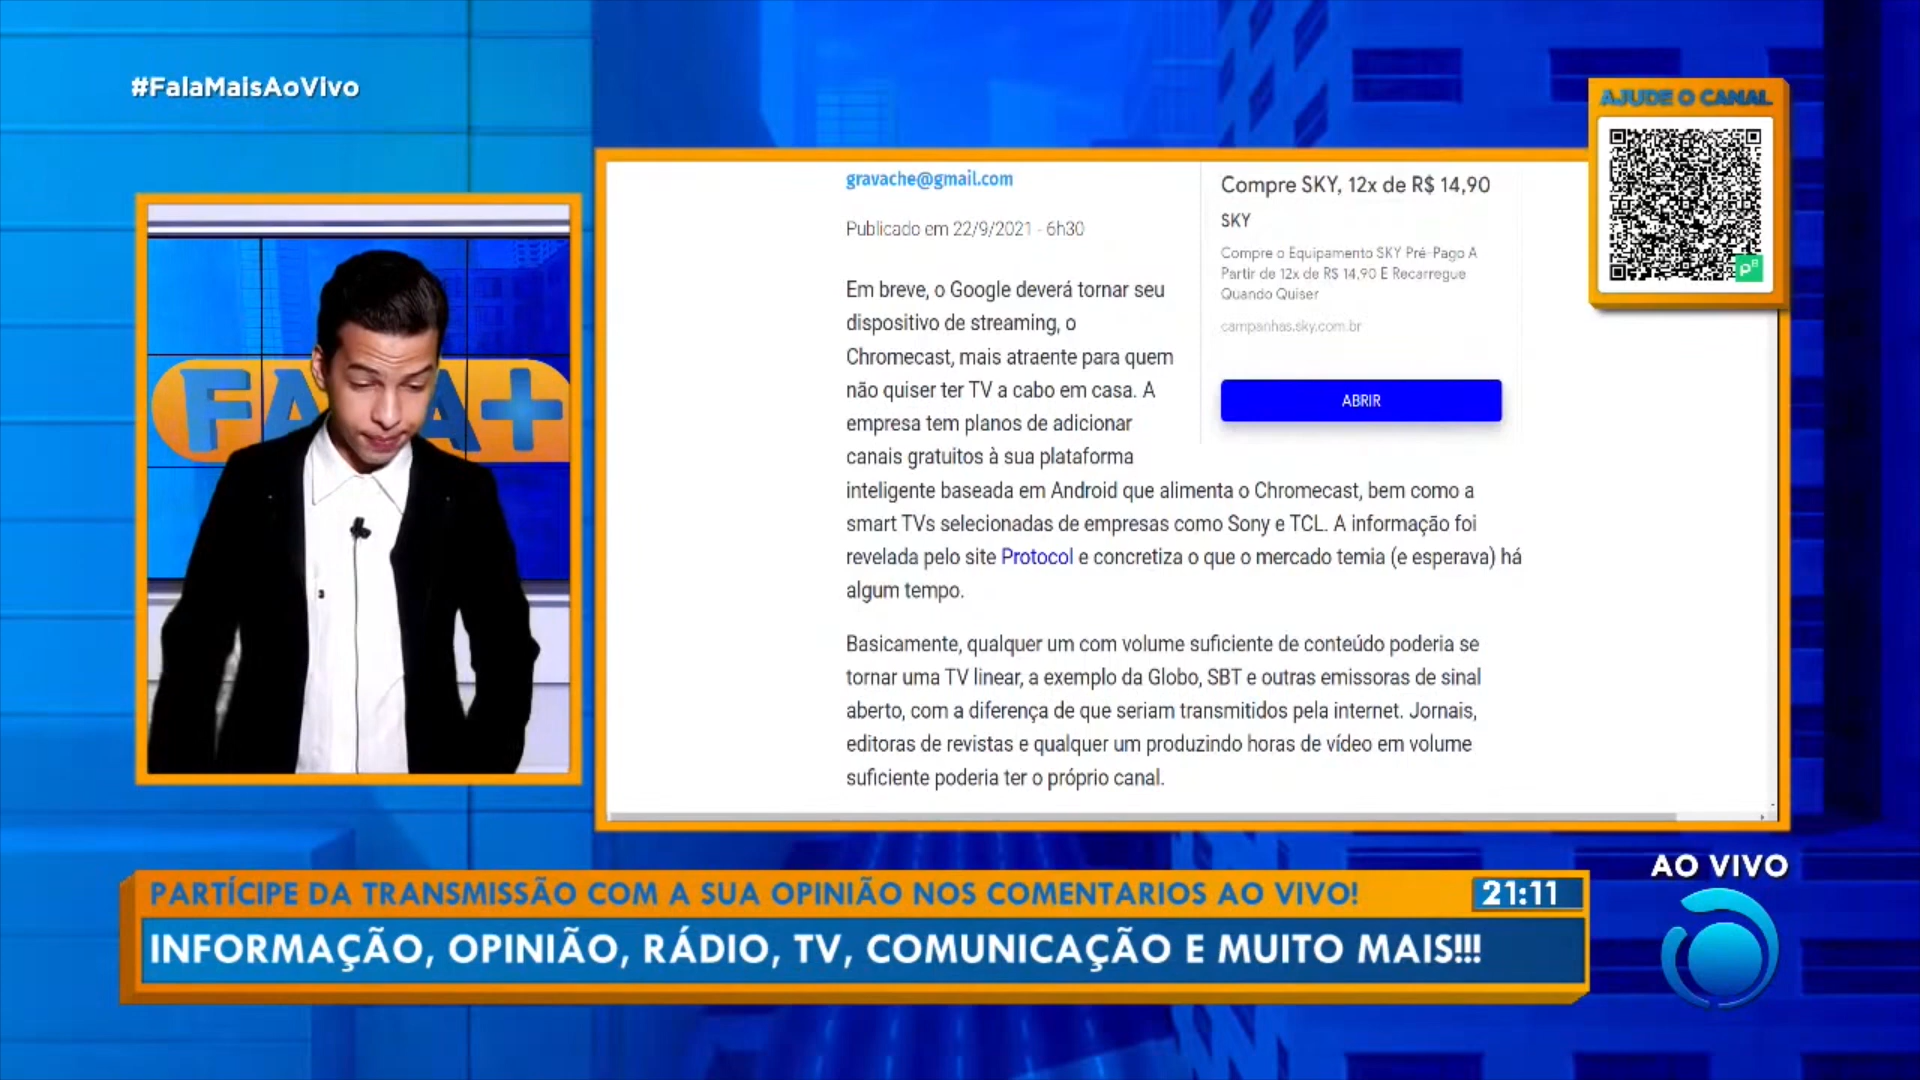 #FalaMaisAoVivo
AJUDE O CANAL
FALA+
gravache@gmail.com
Publicado em 22/9/2021 - 6h30
Em breve, o Google deverá tornar seu
dispositivo de streaming, o
Chromecast, mais atraente para quem
não quiser ter TV a cabo em casa. A
empresa tem planos de adicionar
canais gratuitos à sua plataforma
inteligente baseada em Android que alimenta o Chromecast, bem como a
smart TVs selecionadas de empresas como Sony e TCL. A informação foi
revelada pelo site Protocol e concretiza o que o mercado temia (e esperava) há
algum tempo.
Basicamente, qualquer um com volume suficiente de conteúdo poderia se
tornar uma TV linear, a exemplo da Globo, SBT e outras emissoras de sinal
aberto, com a diferença de que seriam transmitidos pela internet. Jornais,
editoras de revistas e qualquer um produzindo horas de vídeo em volume
suficiente poderia ter o próprio canal.
Compre SKY, 12x de R$ 14,90
SKY
Compre o Equipamento SKY Pré-Pago A
Partir de 12x de R$ 14,90 E Recarregue
Quando Quiser
campanhas.sky.com.br
ABRIR
PARTÍCIPE DA TRANSMISSÃO COM A SUA OPINIÃO NOS COMENTARIOS AO VIVO!
21:11
INFORMAÇÃO, OPINIÃO, RÁDIO, TV, COMUNICAÇÃO E MUITO MAIS!!!
AO VIVO